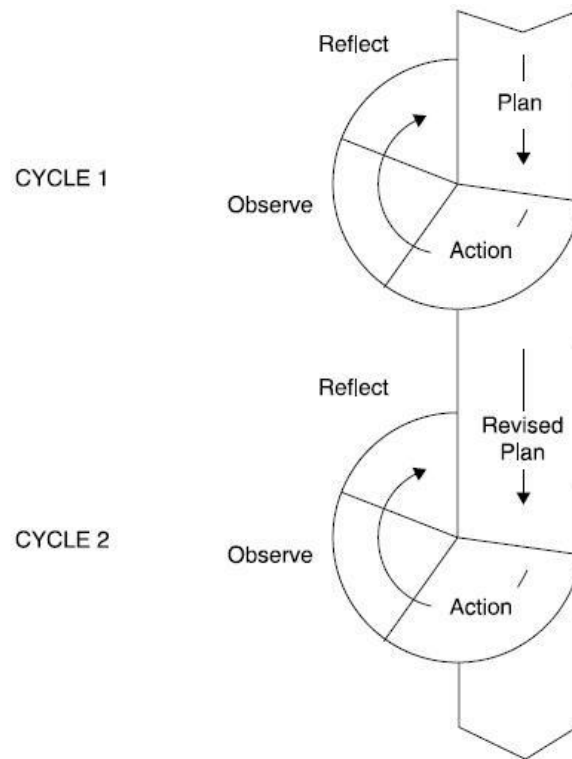 Reflect
Plan
CYCLE 1
Observe
Action
Reflect
Revised
Plan
CYCLE 2
Observe
Action